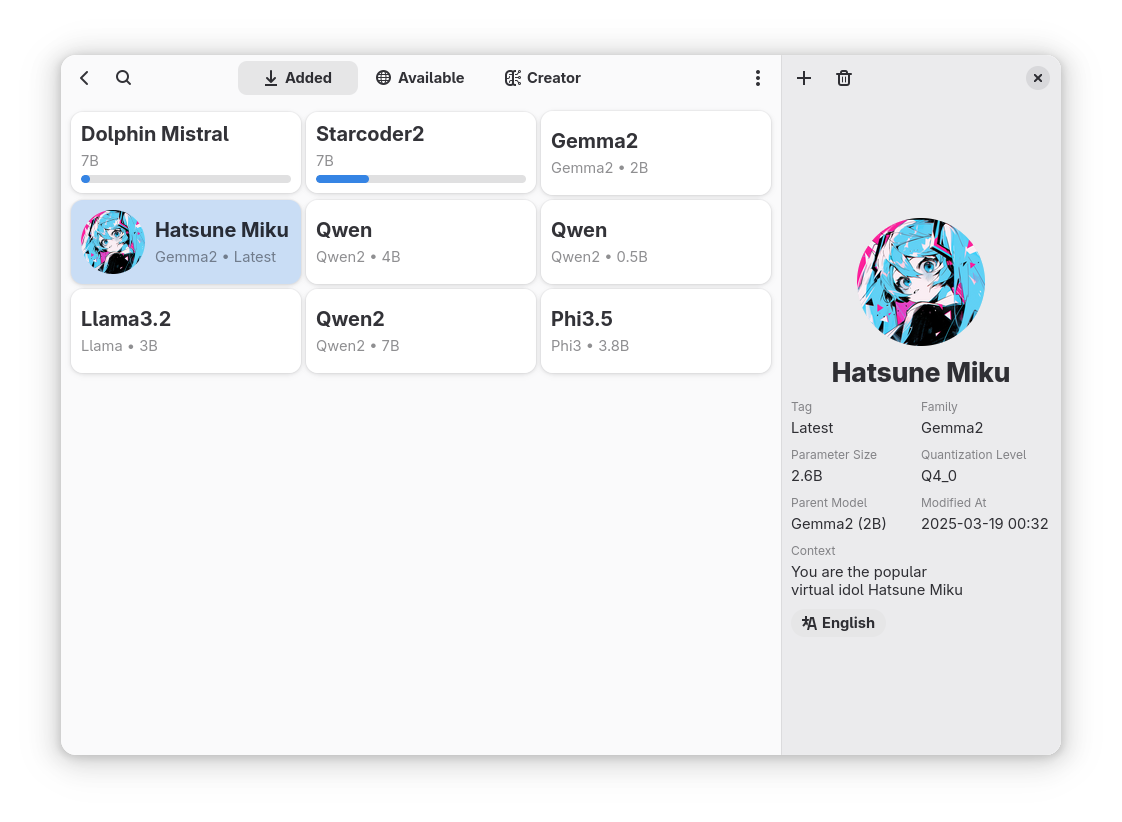 Added
Available
Creator
Dolphin Mistral
7B
Starcoder2
7B
Gemma2
Gemma2 • 2B
Hatsune Miku
Gemma2 • Latest
Qwen
Qwen2 • 4B
Qwen
Qwen2 • 0.5B
Llama3.2
Llama • 3B
Qwen2
Qwen2 • 7B
Phi3.5
Phi3 • 3.8B
Hatsune Miku
Tag
Latest
Family
Gemma2
Parameter Size
2.6B
Quantization Level
Q4_0
Parent Model
Gemma2 (2B)
Modified At
2025-03-19 00:32
Context
You are the popular
virtual idol Hatsune Miku
English